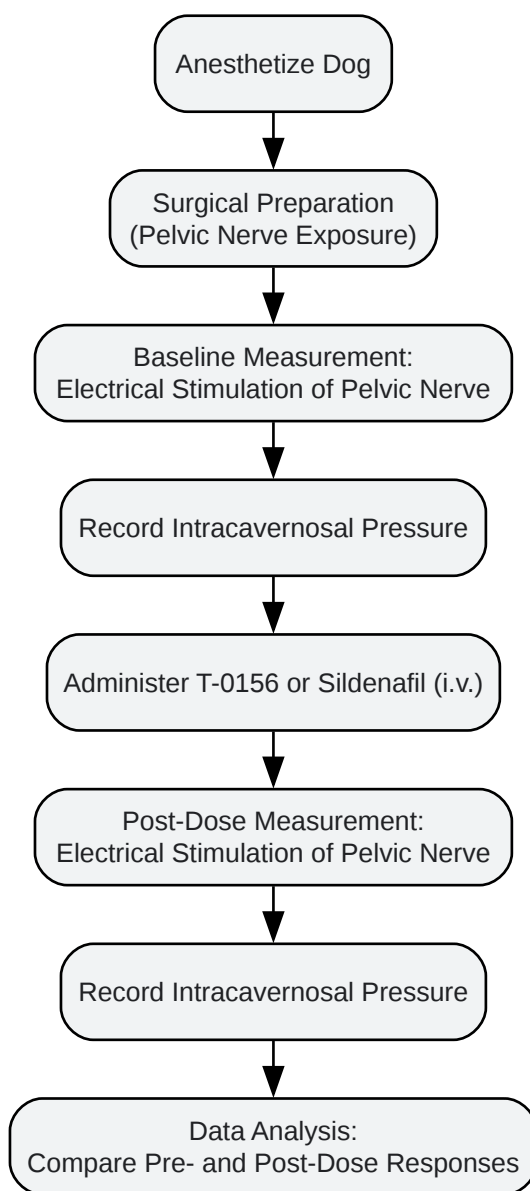 Anesthetize Dog
Surgical Preparation
(Pelvic Nerve Exposure)
Baseline Measurement:
Electrical Stimulation of Pelvic Nerve
Record Intracavernosal Pressure
Administer T-0156 or Sildenafil (i.v.)
Post-Dose Measurement:
Electrical Stimulation of Pelvic Nerve
Record Intracavernosal Pressure
Data Analysis:
Compare Pre- and Post-Dose Responses